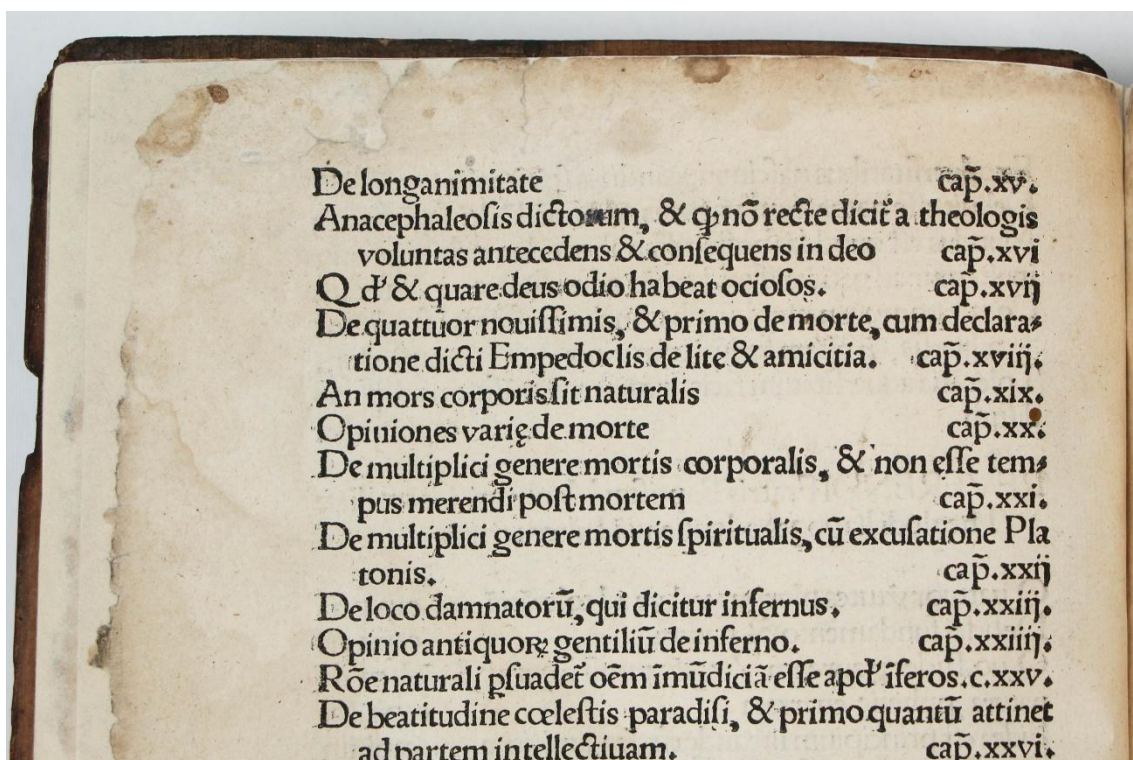 De longanimitate cap̃.xv.
Anacephaleoſis dictorum, & ꝙ nõ recte dicit᷑ a theologis
voluntas antecedens & conſequens in deo cap̃.xvi
Q d' & quare deus odio habeat ocioſos. cap̃.xvij
De quattuor nouiſſimis, & primo de morte, cum declara⸗
tione dicti Empedoclis de lite & amicitia. cap̃.xviij.
An mors corporis ſit naturalis cap̃.xix.
Opiniones varię de morte cap̃.xx.
De multiplici genere mortis corporalis, & non eſſe tem⸗
pus merendi poſt mortem cap̃.xxi.
De multiplici genere mortis ſpiritualis, cū excuſatione Pla
tonis. cap̃.xxij
De loco damnatorū, qui dicitur infernus. cap̃.xxiij.
Opinio antiquoꝝ gentiliū de inferno. cap̃.xxiiij.
Rõe naturali ꝑſuadet᷑ oẽm ĩmũdiciã eſſe apd' ĩferos.c.xxv.
De beatitudine cœleſtis paradiſi, & primo quantū attinet
ad partem intellectiuam. cap̃.xxvi.